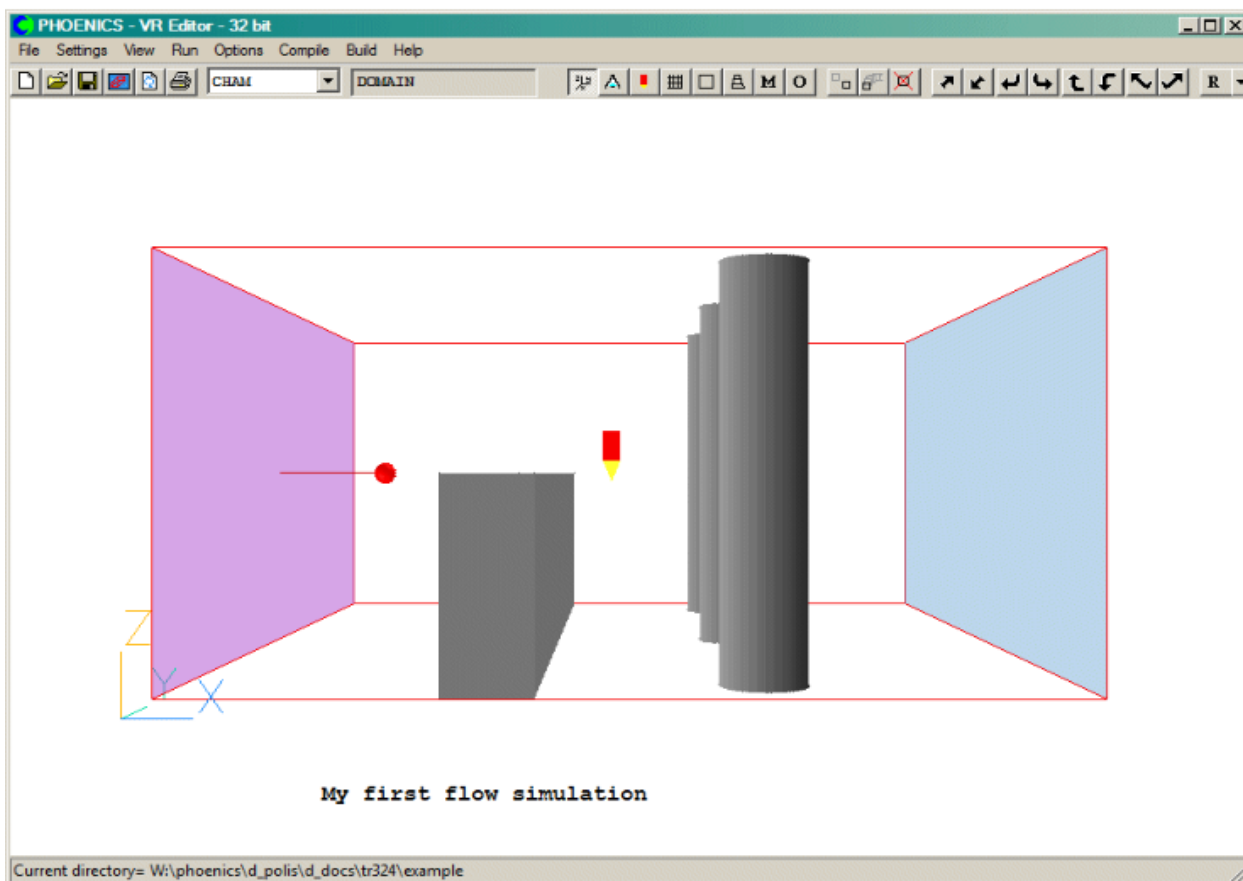 PHOENICS - VR Editor - 32 bit
File Settings View Run Options Compile Build Help
CHAM DOMAIN M O R
Z
Y
X
My first flow simulation
Current directory= W:\phoenics\d_polis\d_docs\tr324\example